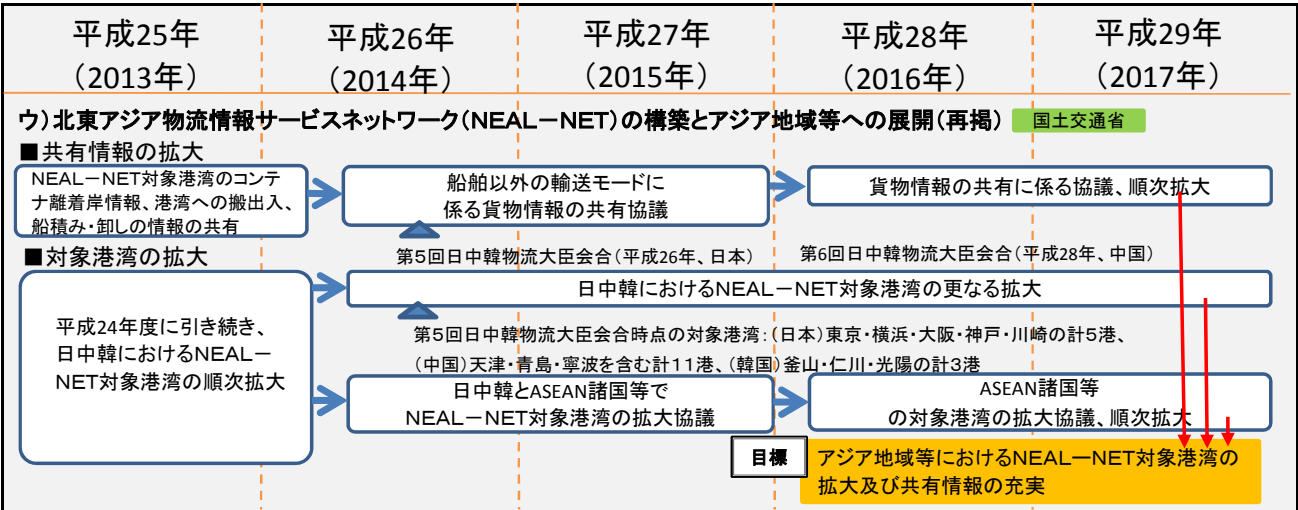 平成25年
(2013年)
平成26年
(2014年)
平成27年
(2015年)
平成28年
(2016年)
平成29年
(2017年)
ウ)北東アジア物流情報サービスネットワーク(NEAL-NET)の構築とアジア地域等への展開(再掲)
国土交通省
■共有情報の拡大
NEAL-NET対象港湾のコンテ
ナ離着岸情報、港湾への搬出入、
船積み・卸しの情報の共有
船舶以外の輸送モードに
係る貨物情報の共有協議
貨物情報の共有に係る協議、順次拡大
第5回日中韓物流大臣会合(平成26年、日本)
第6回日中韓物流大臣会合(平成28年、中国)
■対象港湾の拡大
平成24年度に引き続き、
日中韓におけるNEAL-
NET対象港湾の順次拡大
日中韓におけるNEAL-NET対象港湾の更なる拡大
第5回日中韓物流大臣会合時点の対象港湾:(日本)東京・横浜・大阪・神戸・川崎の計5港、
(中国)天津・青島・寧波を含む計11港、(韓国)釜山・仁川・光陽の計3港
日中韓とASEAN諸国等で
NEAL-NET対象港湾の拡大協議
ASEAN諸国等
の対象港湾の拡大協議、順次拡大
目標
アジア地域等におけるNEAL―NET対象港湾の
拡大及び共有情報の充実